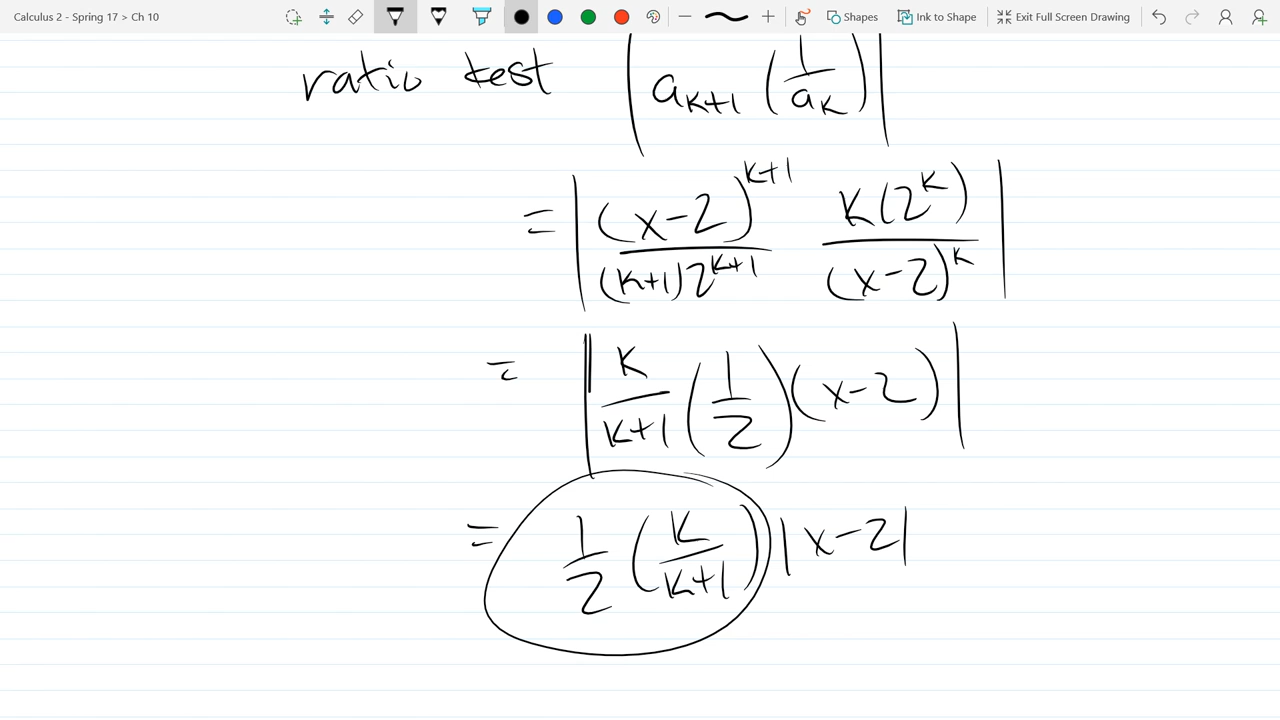 Calculus 2 - Spring 17 > Ch 10 Shapes Ink to Shape Exit Full Screen Drawing
ratio test | a_{k+1} (1/a_k) |
= | (x-2)^{k+1} / (k+1)2^{k+1} k(2^k) / (x-2)^k |
= | k/(k+1) (1/2)(x-2) |
= 1/2 (k/(k+1)) |x-2|